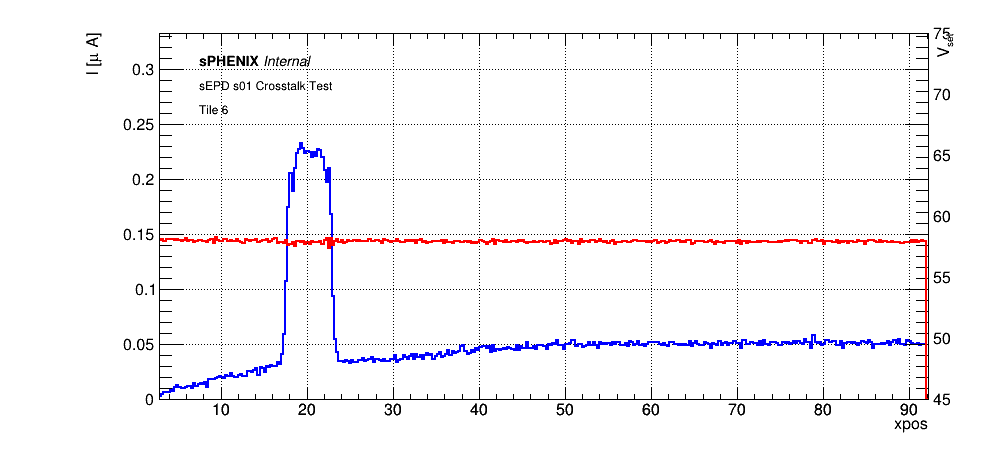 I [μ A]
sPHENIX Internal
sEPD s01 Crosstalk Test
Tile 6
0.3
0.25
0.2
0.15
0.1
0.05
0
75
Vset
70
65
60
55
50
45
10 20 30 40 50 60 70 80 90
xpos